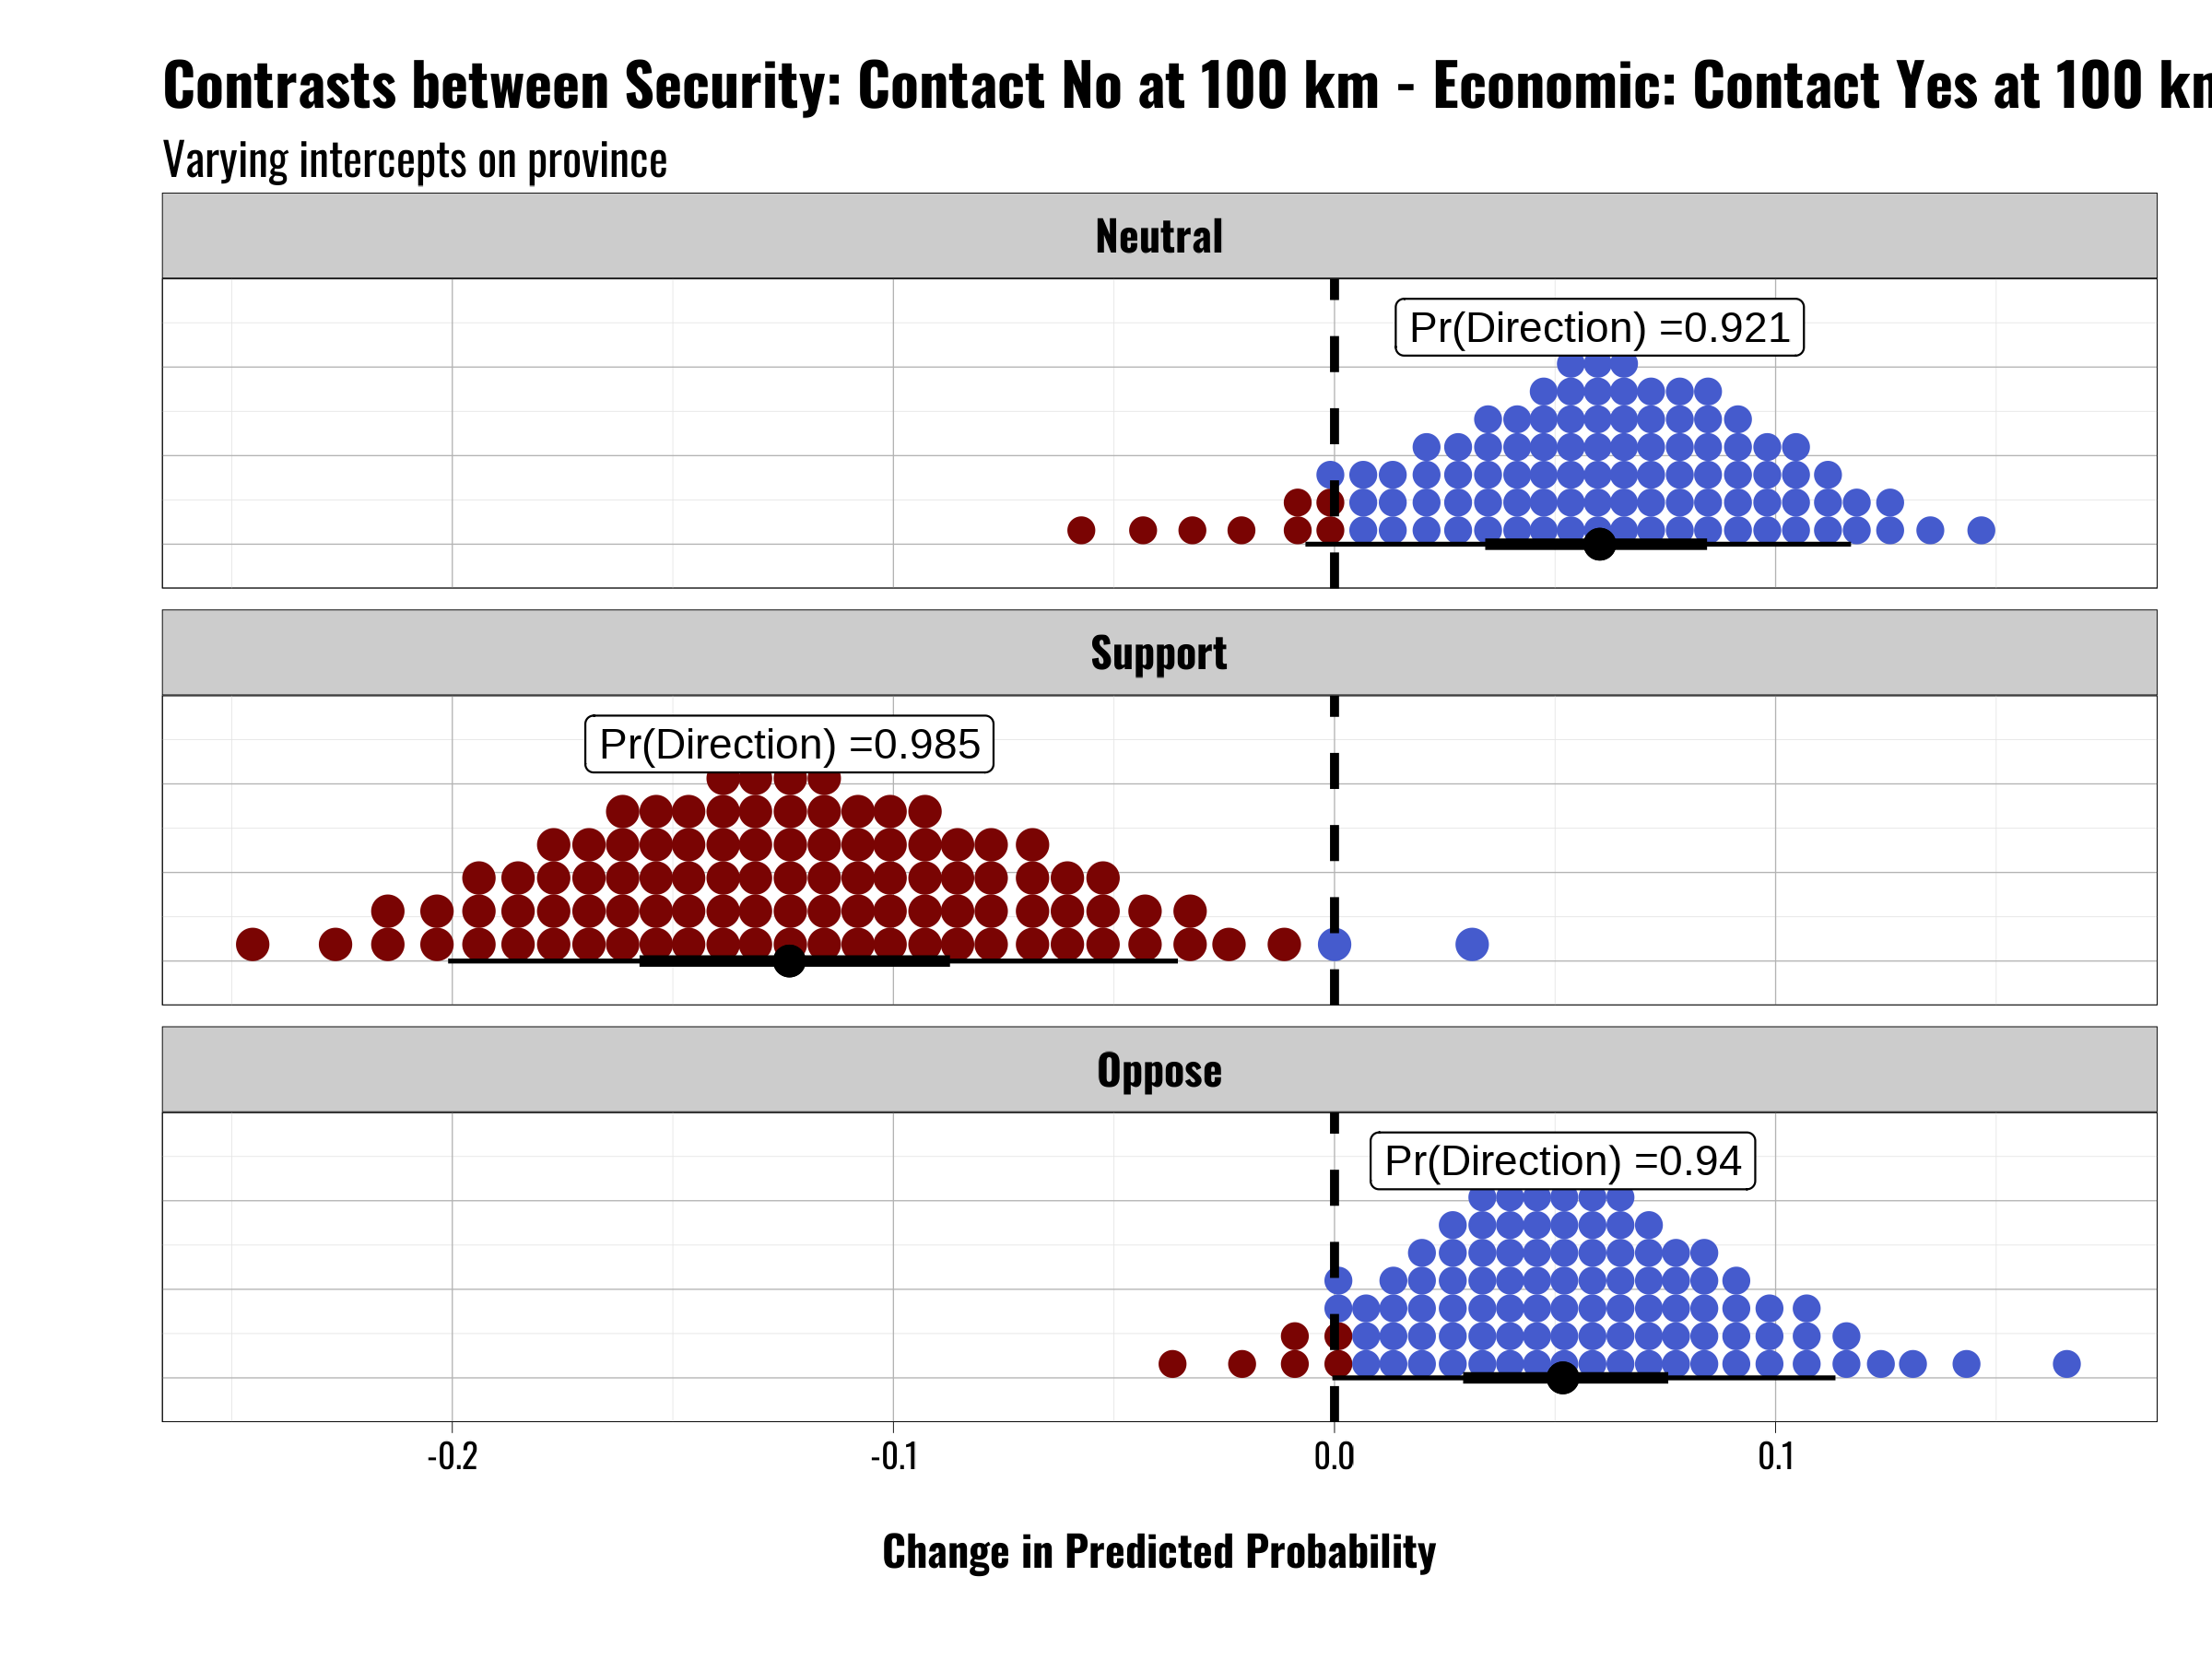 Contrasts between Security: Contact No at 100 km - Economic: Contact Yes at 100
Varying intercepts on province
Neutral
Pr(Direction) =0.921
Support
Pr(Direction) =0.985
Oppose
Pr(Direction) =0.94
-0.2 -0.1 0.0 0.1
Change in Predicted Probability